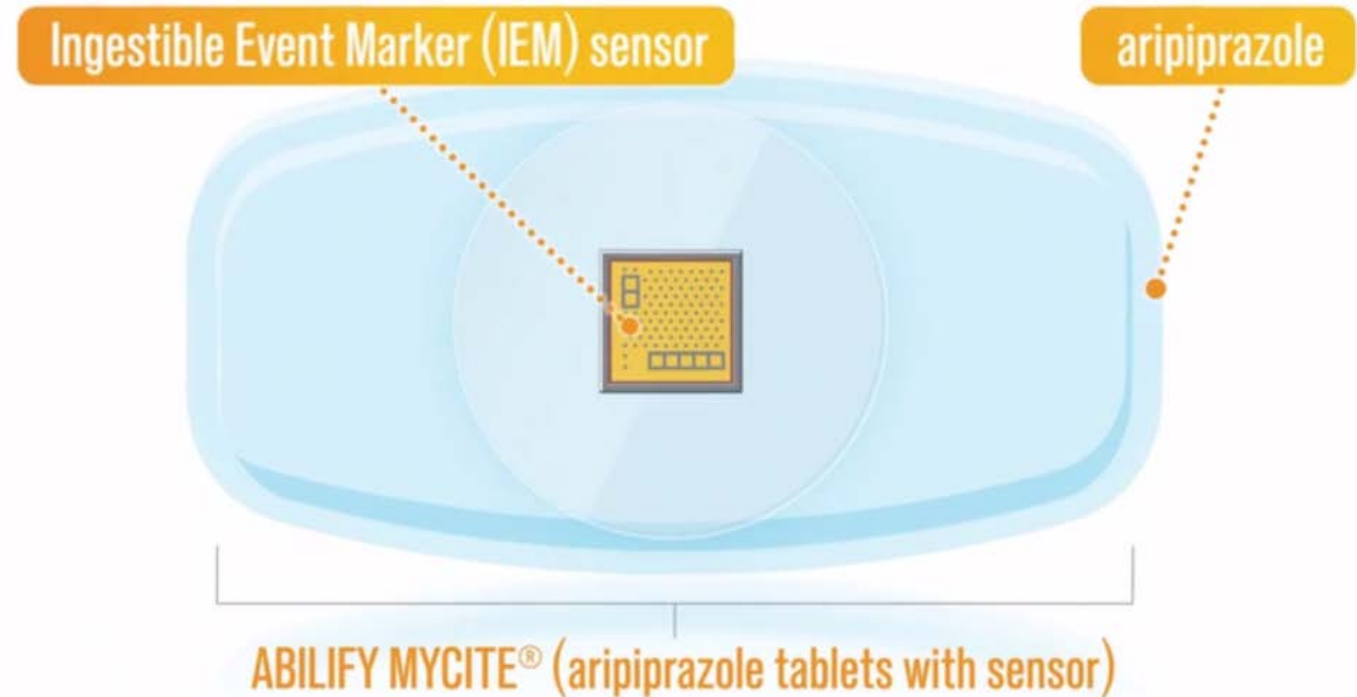 Ingestible Event Marker (IEM) sensor
aripiprazole
ABILIFY MYCITE® (aripiprazole tablets with sensor)